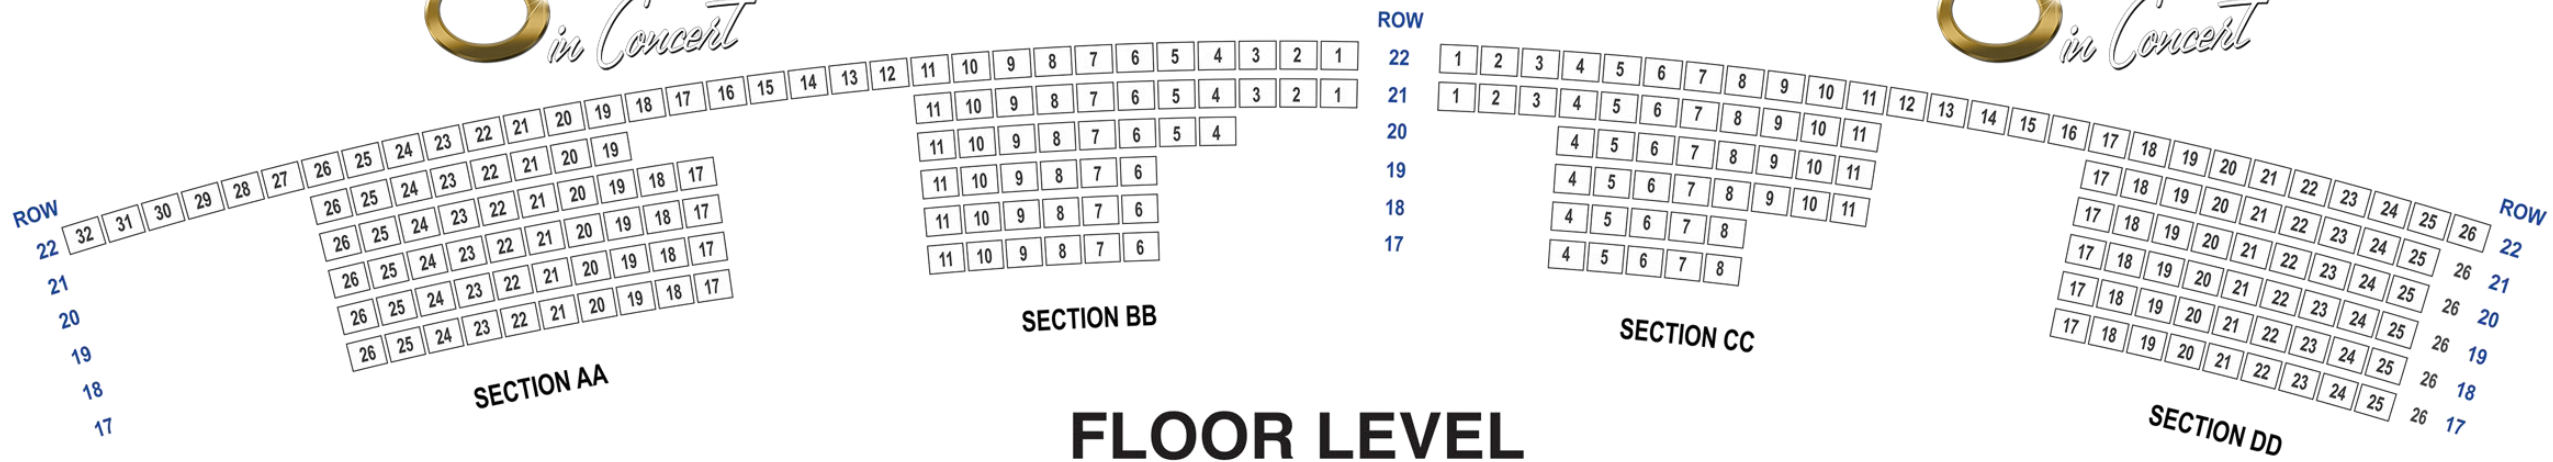 in Concert
in Concert
ROW
22 21 20 19 18 17
32 31 30 29 28 27 26 25 24 23 22 21 20 19 18 17 16 15 14 13 12 11 10 9 8 7 6 5 4 3 2 1
26 25 24 23 22 21 20 19
26 25 24 23 22 21 20 19 18 17
26 25 24 23 22 21 20 19 18 17
26 25 24 23 22 21 20 19 18 17
26 25 24 23 22 21 20 19 18 17
SECTION AA
11 10 9 8 7 6 5 4 3 2 1
11 10 9 8 7 6 5 4
11 10 9 8 7 6
11 10 9 8 7 6
11 10 9 8 7 6
SECTION BB
ROW
22
21
20
19
18
17
1 2 3 4 5 6 7 8 9 10 11 12 13 14 15 16 17 18 19 20 21 22 23 24 25 26
1 2 3 4 5 6 7 8 9 10 11
4 5 6 7 8 9 10 11
4 5 6 7 8 9 10 11
4 5 6 7 8
4 5 6 7 8
SECTION CC
17 18 19 20 21 22 23 24 25 26
17 18 19 20 21 22 23 24 25 26
17 18 19 20 21 22 23 24 25 26
17 18 19 20 21 22 23 24 25 26
17 18 19 20 21 22 23 24 25 26
SECTION DD
ROW
22
21
20
19
18
17
FLOOR LEVEL